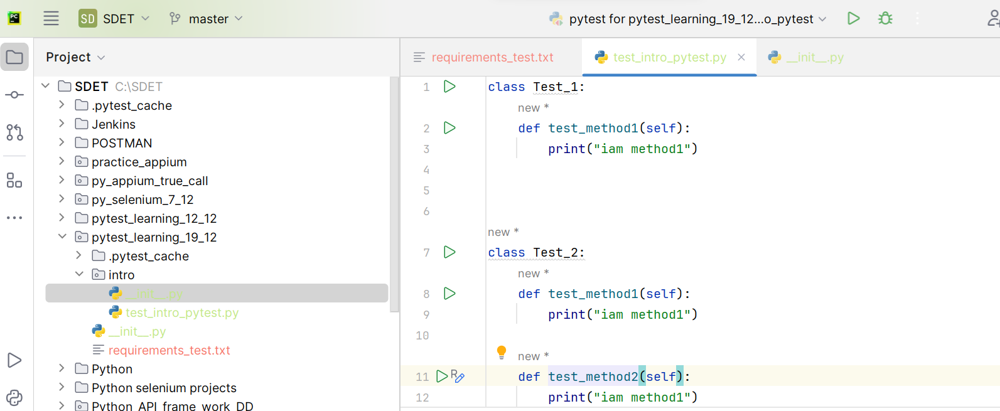 PC
SD SDET master pytest for pytest_learning_19_12...o_pytest
Project
requirements_test.txt test_intro_pytest.py __init__.py
SDET C:\SDET
.pytest_cache
Jenkins
POSTMAN
practice_appium
py_appium_true_call
py_selenium_7_12
pytest_learning_12_12
pytest_learning_19_12
.pytest_cache
intro
__init__.py
test_intro_pytest.py
__init__.py
requirements_test.txt
Python
Python selenium projects
Python_API_frame_work_DD
1 class Test_1:
new *
2 def test_method1(self):
3 print("iam method1")
4
5
6
new *
7 class Test_2:
new *
8 def test_method1(self):
9 print("iam method1")
10
new *
11 def test_method2(self):
12 print("iam method1")